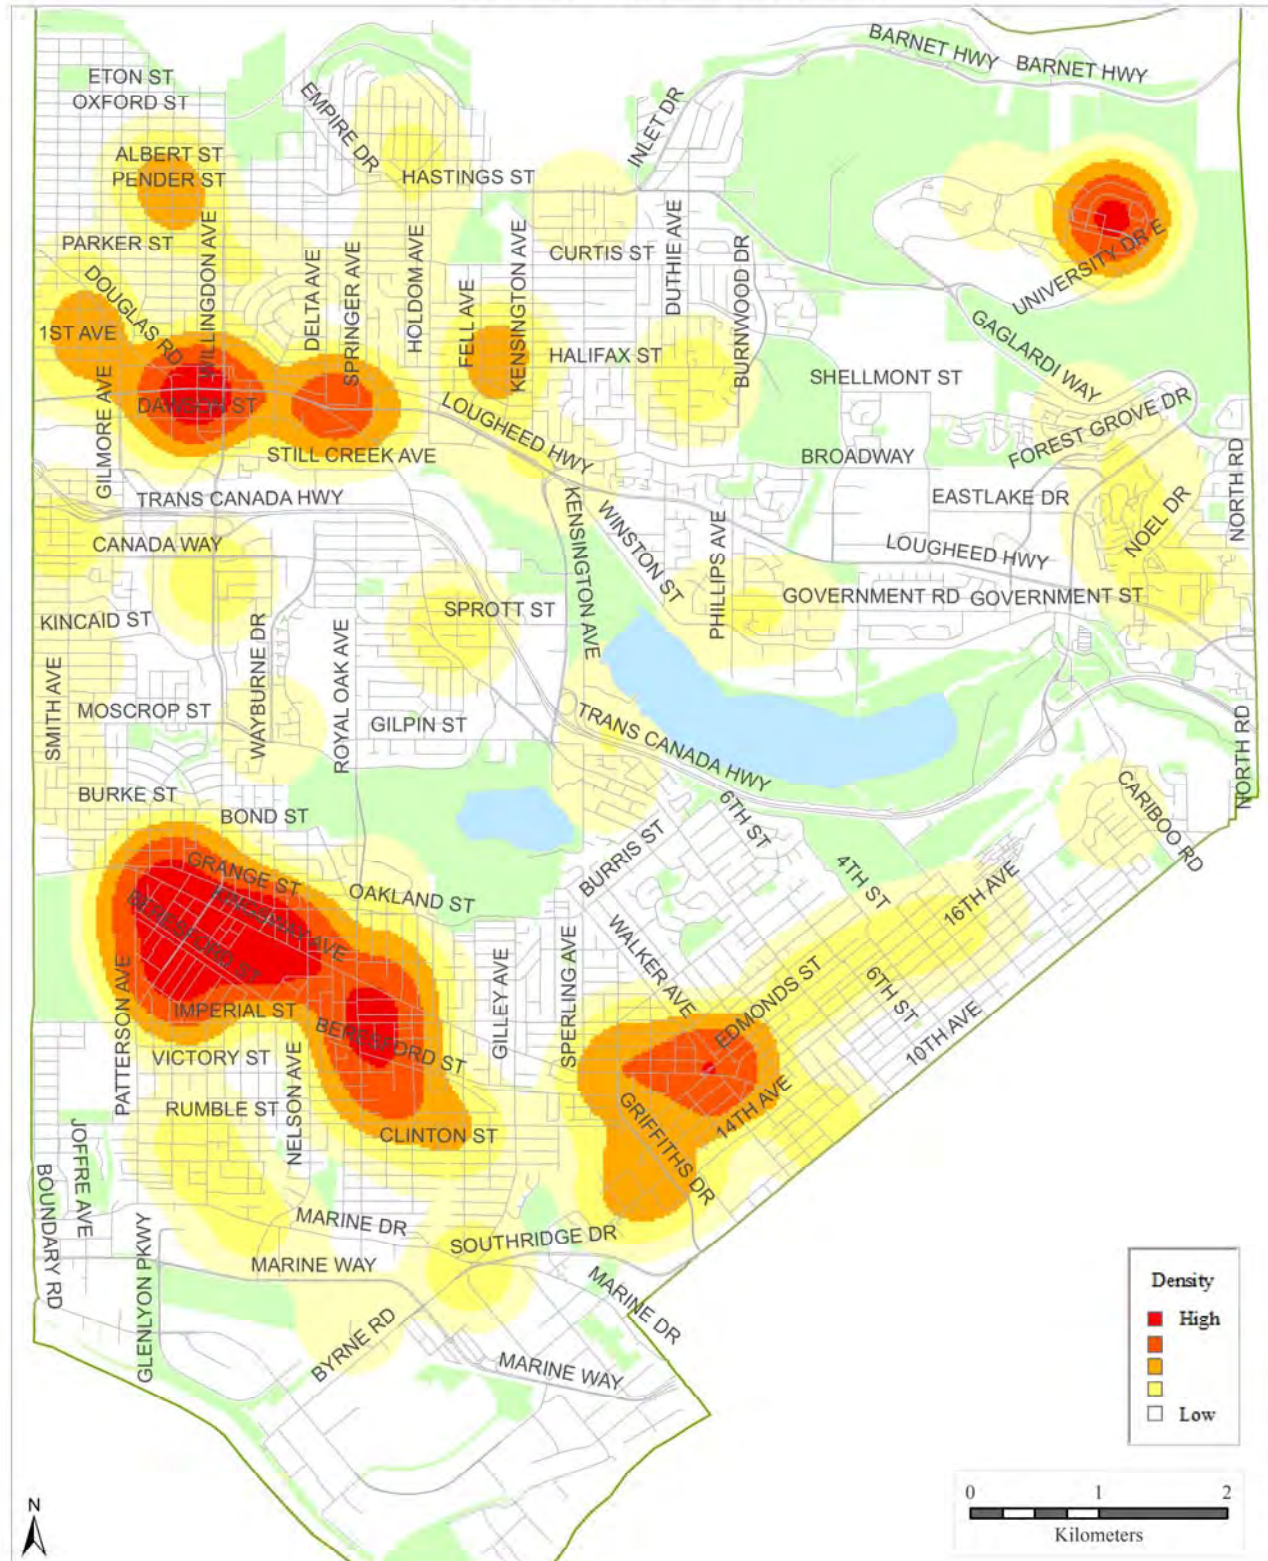 BARNET HWY
BARNET HWY
ETON ST
OXFORD ST
EMPIRE DR
INLET DR
ALBERT ST
PENDER ST
HASTINGS ST
PARKER ST
WILLINGDON AVE
CURTIS ST
DUTHIE AVE
UNIVERSITY DR E
DOUGLAS RD
DELTA AVE
SPRINGER AVE
HOLDOM AVE
FELL AVE
KENSINGTON AVE
BURNWOOD DR
GAGLARDI WAY
1ST AVE
HALIFAX ST
SHELLMONT ST
DAWSON ST
LOUGHEED HWY
FOREST GROVE DR
GILMORE AVE
STILL CREEK AVE
BROADWAY
NORTH RD
TRANS CANADA HWY
EASTLAKE DR
NOEL DR
CANADA WAY
KENSINGTON AVE
WINSTON ST
PHILLIPS AVE
LOUGHEED HWY
KINCAID ST
SPROTT ST
GOVERNMENT RD
GOVERNMENT ST
WAYBURNE DR
ROYAL OAK AVE
SMITH AVE
MOSCROP ST
GILPIN ST
TRANS CANADA HWY
NORTH RD
BURKE ST
BOND ST
6TH ST
CARIBOO RD
GRANGE ST
OAKLAND ST
BURRIS ST
4TH ST
16TH AVE
BERESFORD ST
KINGSWAY AVE
WALKER AVE
PATTERSON AVE
IMPERIAL ST
GILLEY AVE
SPERLING AVE
EDMONDS ST
6TH ST
10TH AVE
BERESFORD ST
VICTORY ST
NELSON AVE
RUMBLE ST
CLINTON ST
GRIFFITHS DR
14TH AVE
JOFFRE AVE
BOUNDARY RD
MARINE DR
SOUTHRIDGE DR
GLENLYON PKWY
MARINE WAY
MARINE DR
BYRNE RD
MARINE WAY
Density
High
Low
0 1 2
Kilometers
N